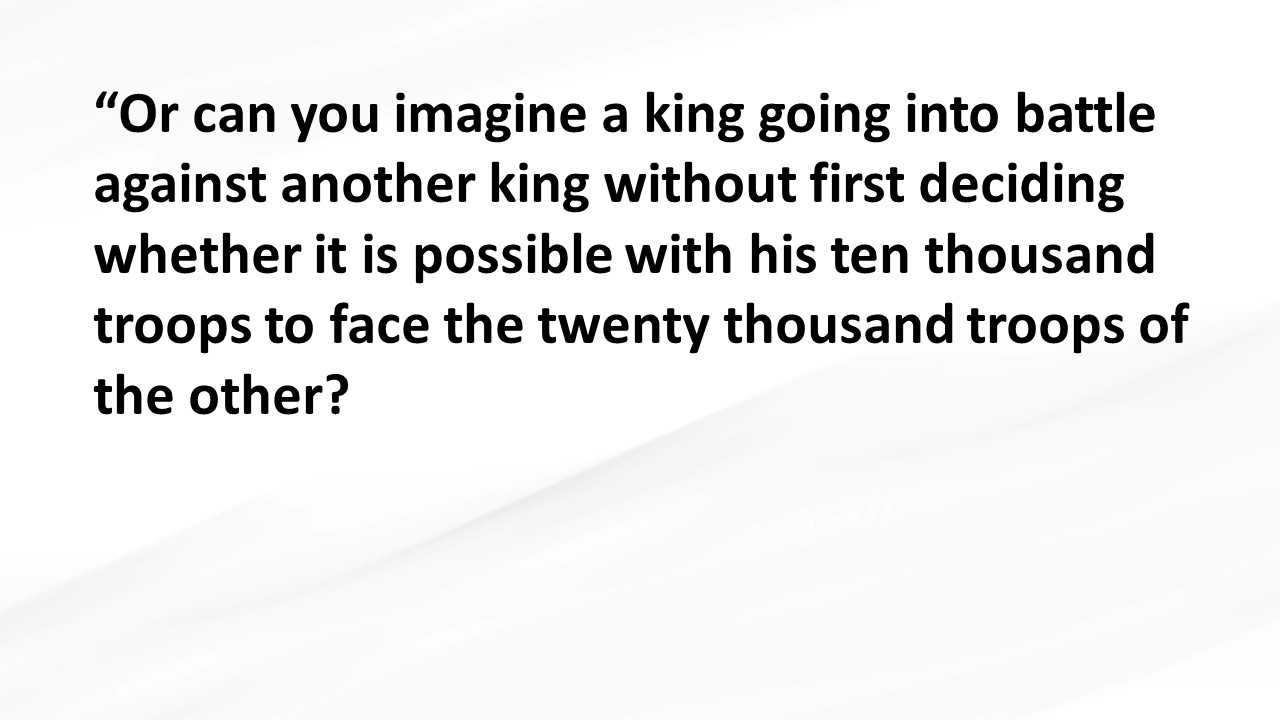 “Or can you imagine a king going into battle
against another king without first deciding
whether it is possible with his ten thousand
troops to face the twenty thousand troops of
the other?